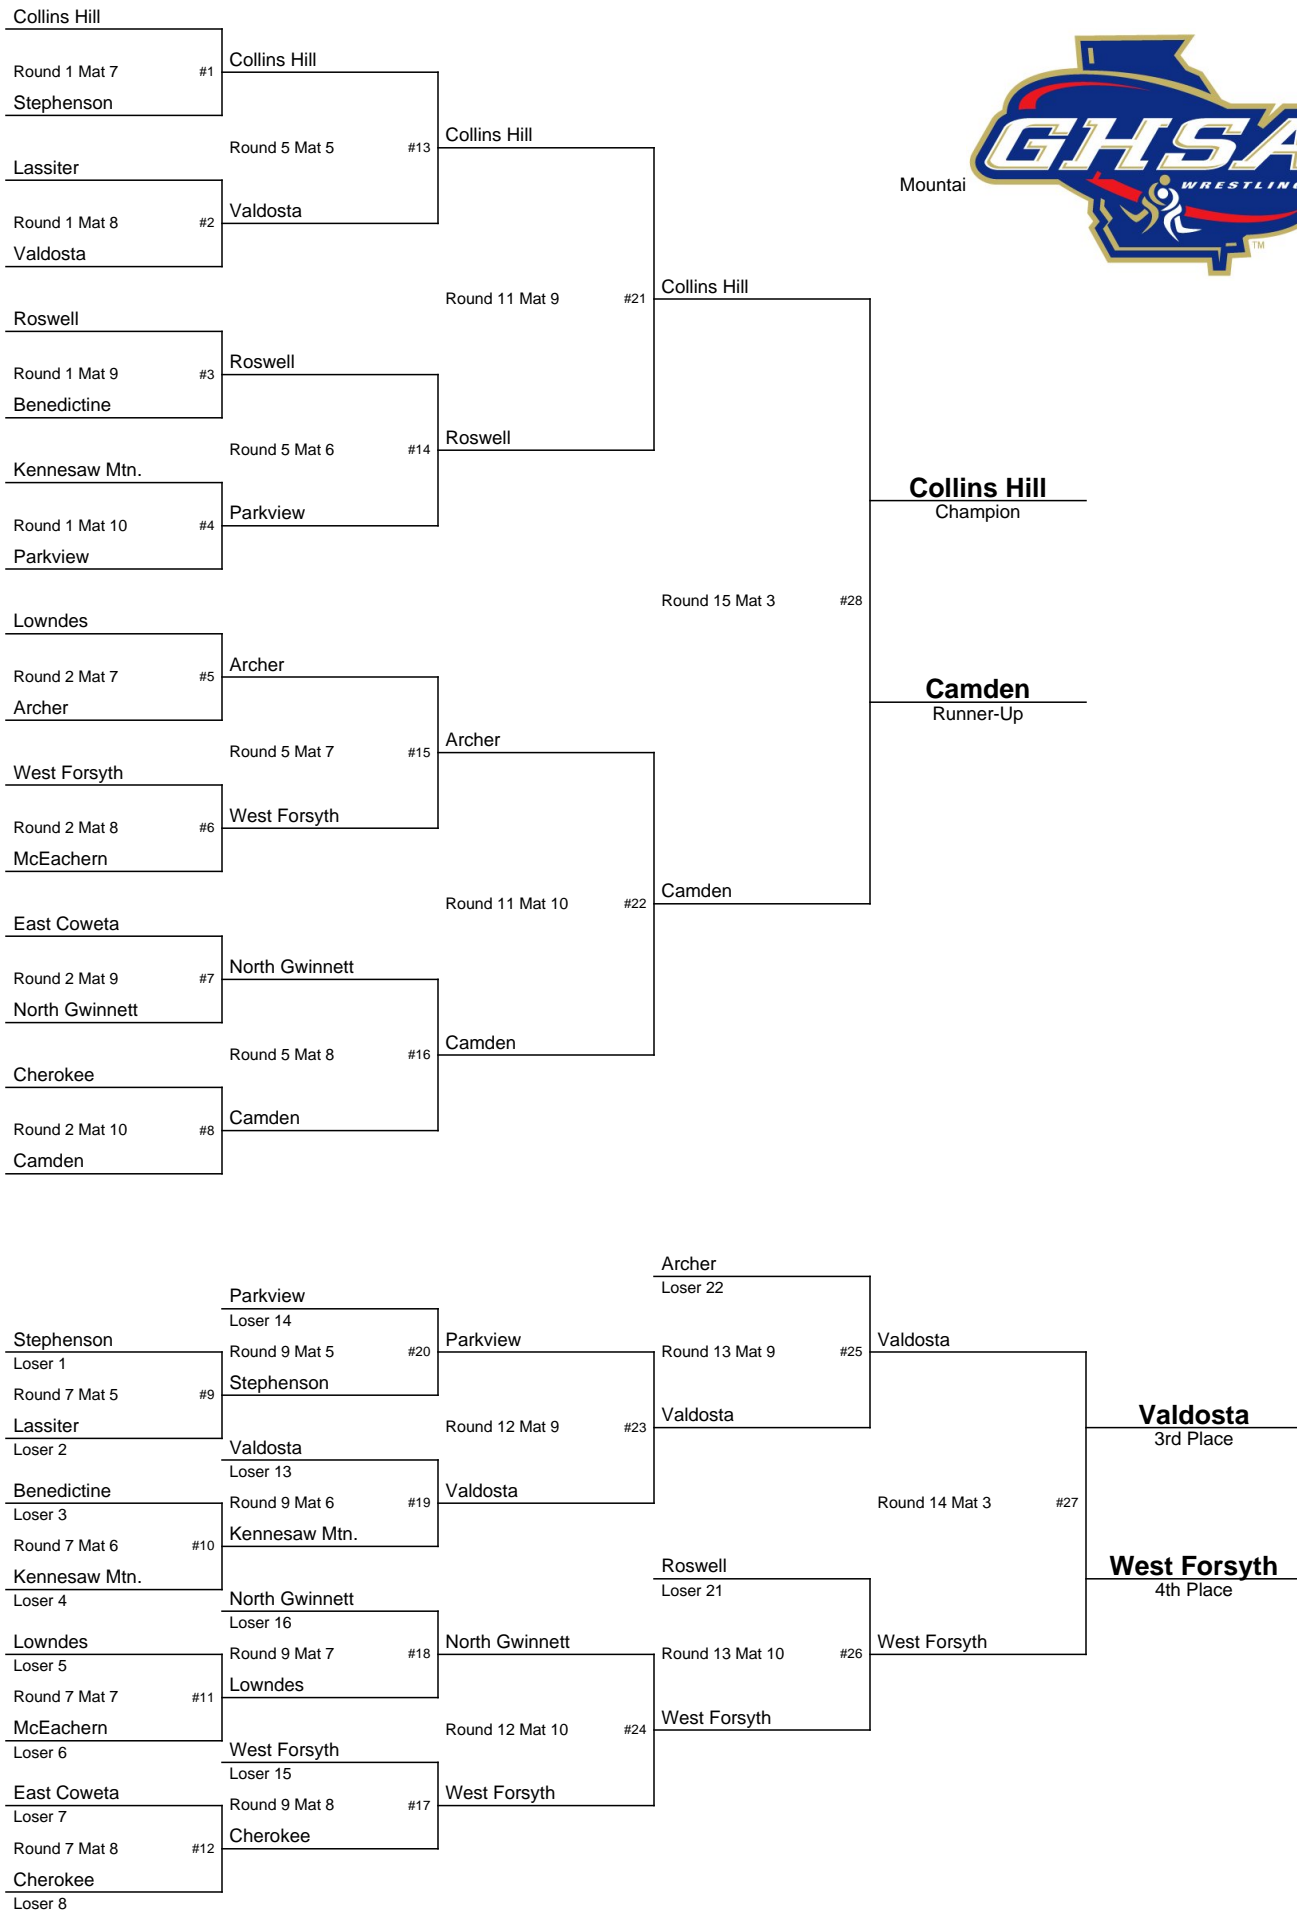 Collins Hill
Round 1 Mat 7 #1
Stephenson
Lassiter
Round 1 Mat 8 #2
Valdosta
Roswell
Round 1 Mat 9 #3
Benedictine
Kennesaw Mtn.
Round 1 Mat 10 #4
Parkview
Lowndes
Round 2 Mat 7 #5
Archer
West Forsyth
Round 2 Mat 8 #6
McEachern
East Coweta
Round 2 Mat 9 #7
North Gwinnett
Cherokee
Round 2 Mat 10 #8
Camden
Collins Hill
Round 5 Mat 5 #13
Valdosta
Roswell
Round 5 Mat 6 #14
Parkview
Archer
Round 5 Mat 7 #15
West Forsyth
North Gwinnett
Round 5 Mat 8 #16
Camden
Collins Hill
Round 11 Mat 9 #21
Roswell
Archer
Round 11 Mat 10 #22
Camden
Collins Hill
Round 15 Mat 3 #28
Camden
Mountai
GHSA
WRESTLING
TM
Collins Hill
Champion
Camden
Runner-Up
Stephenson
Loser 1
Round 7 Mat 5 #9
Lassiter
Loser 2
Benedictine
Loser 3
Round 7 Mat 6 #10
Kennesaw Mtn.
Loser 4
Lowndes
Loser 5
Round 7 Mat 7 #11
McEachern
Loser 6
East Coweta
Loser 7
Round 7 Mat 8 #12
Cherokee
Loser 8
Parkview
Loser 14
Round 9 Mat 5 #20
Stephenson
Valdosta
Loser 13
Round 9 Mat 6 #19
Kennesaw Mtn.
North Gwinnett
Loser 16
Round 9 Mat 7 #18
Lowndes
West Forsyth
Loser 15
Round 9 Mat 8 #17
Cherokee
Parkview
Round 12 Mat 9 #23
Valdosta
North Gwinnett
Round 12 Mat 10 #24
West Forsyth
Archer
Loser 22
Round 13 Mat 9 #25
Valdosta
Roswell
Loser 21
Round 13 Mat 10 #26
West Forsyth
Valdosta
Round 14 Mat 3 #27
West Forsyth
Valdosta
3rd Place
West Forsyth
4th Place